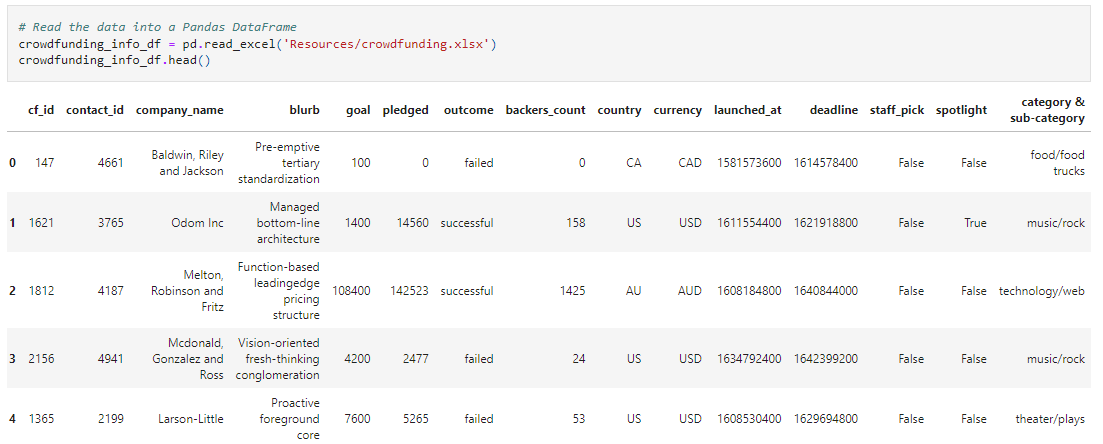 # Read the data into a Pandas DataFrame
crowdfunding_info_df = pd.read_excel('Resources/crowdfunding.xlsx')
crowdfunding_info_df.head()
cf_id contact_id company_name blurb goal pledged outcome backers_count country currency launched_at deadline staff_pick spotlight category & sub-category
0 147 4661 Baldwin, Riley and Jackson Pre-emptive tertiary standardization 100 0 failed 0 CA CAD 1581573600 1614578400 False False food/food trucks
1 1621 3765 Odom Inc Managed bottom-line architecture 1400 14560 successful 158 US USD 1611554400 1621918800 False True music/rock
2 1812 4187 Melton, Robinson and Fritz Function-based leadingedge pricing structure 108400 142523 successful 1425 AU AUD 1608184800 1640844000 False False technology/web
3 2156 4941 Mcdonald, Gonzalez and Ross Vision-oriented fresh-thinking conglomeration 4200 2477 failed 24 US USD 1634792400 1642399200 False False music/rock
4 1365 2199 Larson-Little Proactive foreground core 7600 5265 failed 53 US USD 1608530400 1629694800 False False theater/plays